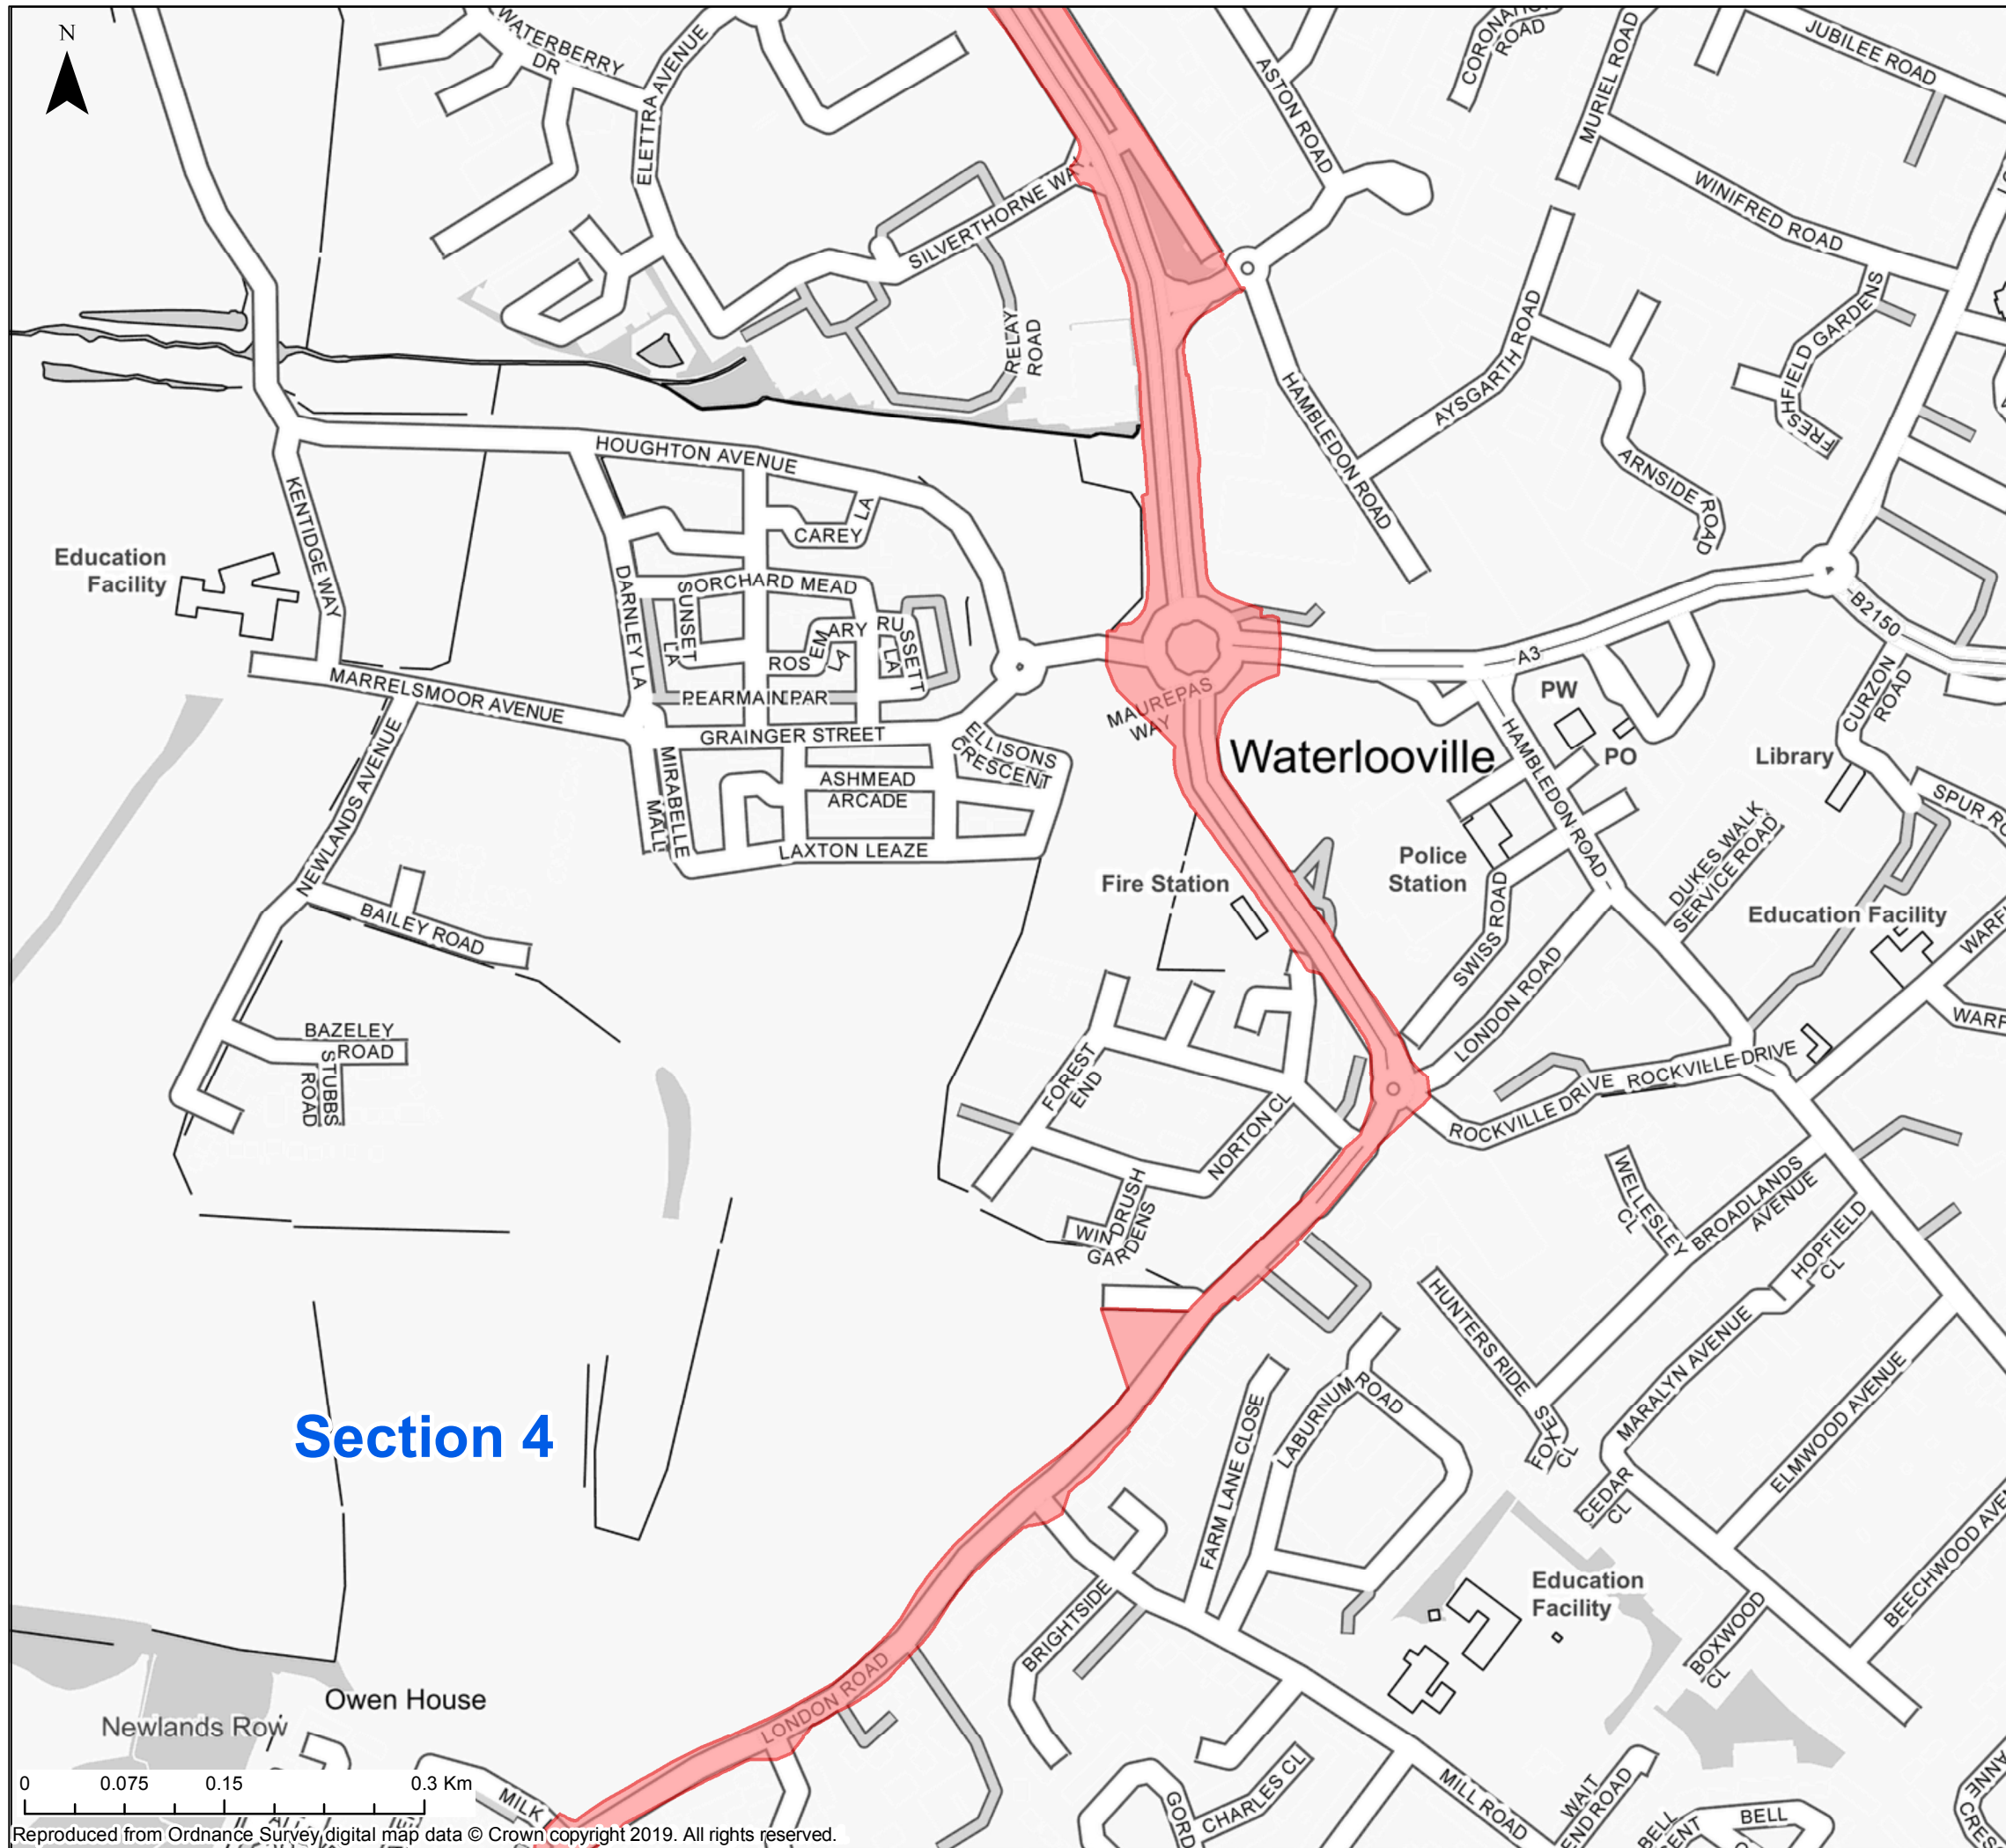 N
WATERBERRY
DR
ELETTRA AVENUE
ASTON ROAD
ROAD
MURIEL ROAD
JUBILEE ROAD
WINIFRED ROAD
SILVERTHORNE WAY
RELAY
ROAD
HAMBLEDON ROAD
AYSGARTH ROAD
ARNSIDE ROAD
HOUGHTON AVENUE
KENTIDGE WAY
Education
Facility
CAREY LA
ORCHARD MEAD
SUNSET
LA
DARNLEY LA
ROSEMARY
LA
RUSSETT
LA
PEARMAIN PAR
MARRELSMOOR AVENUE
GRAINGER STREET
ELLISONS
CRESCENT
ASHMEAD
ARCADE
MIRABELLE
MALL
LAXTON LEAZE
NEWLANDS AVENUE
BAILEY ROAD
BAZELEY
ROAD
STUBBS
ROAD
MAUREPAS
WAY
Waterlooville
A3
B2150
PW
PO
HAMBLEDON ROAD
CURZON
ROAD
Library
SPUR RO
DUKES WALK
SERVICE ROAD
Police
Station
Fire Station
SWISS ROAD
LONDON ROAD
Education Facility
WARF
WARF
ROCKVILLE DRIVE
ROCKVILLE DRIVE
FOREST
END
NORTON CL
WINDRUSH
GARDENS
WELLESLEY
CL
BROADLANDS
AVENUE
HOPFIELD
CL
HUNTERS RIDE
FOXES
CL
MARALYN AVENUE
CEDAR
CL
ELMWOOD AVENUE
BEECHWOOD AVEN
LABURNUM ROAD
FARM LANE CLOSE
Section 4
BRIGHTSIDE
Education
Facility
BOXWOOD
CL
LONDON ROAD
Owen House
Newlands Row
MILK
CHARLES CL
GORD
MILL ROAD
WAIT
END ROAD
BELL
BELL
0 0.075 0.15 0.3 Km
Reproduced from Ordnance Survey digital map data © Crown copyright 2019. All rights reserved.